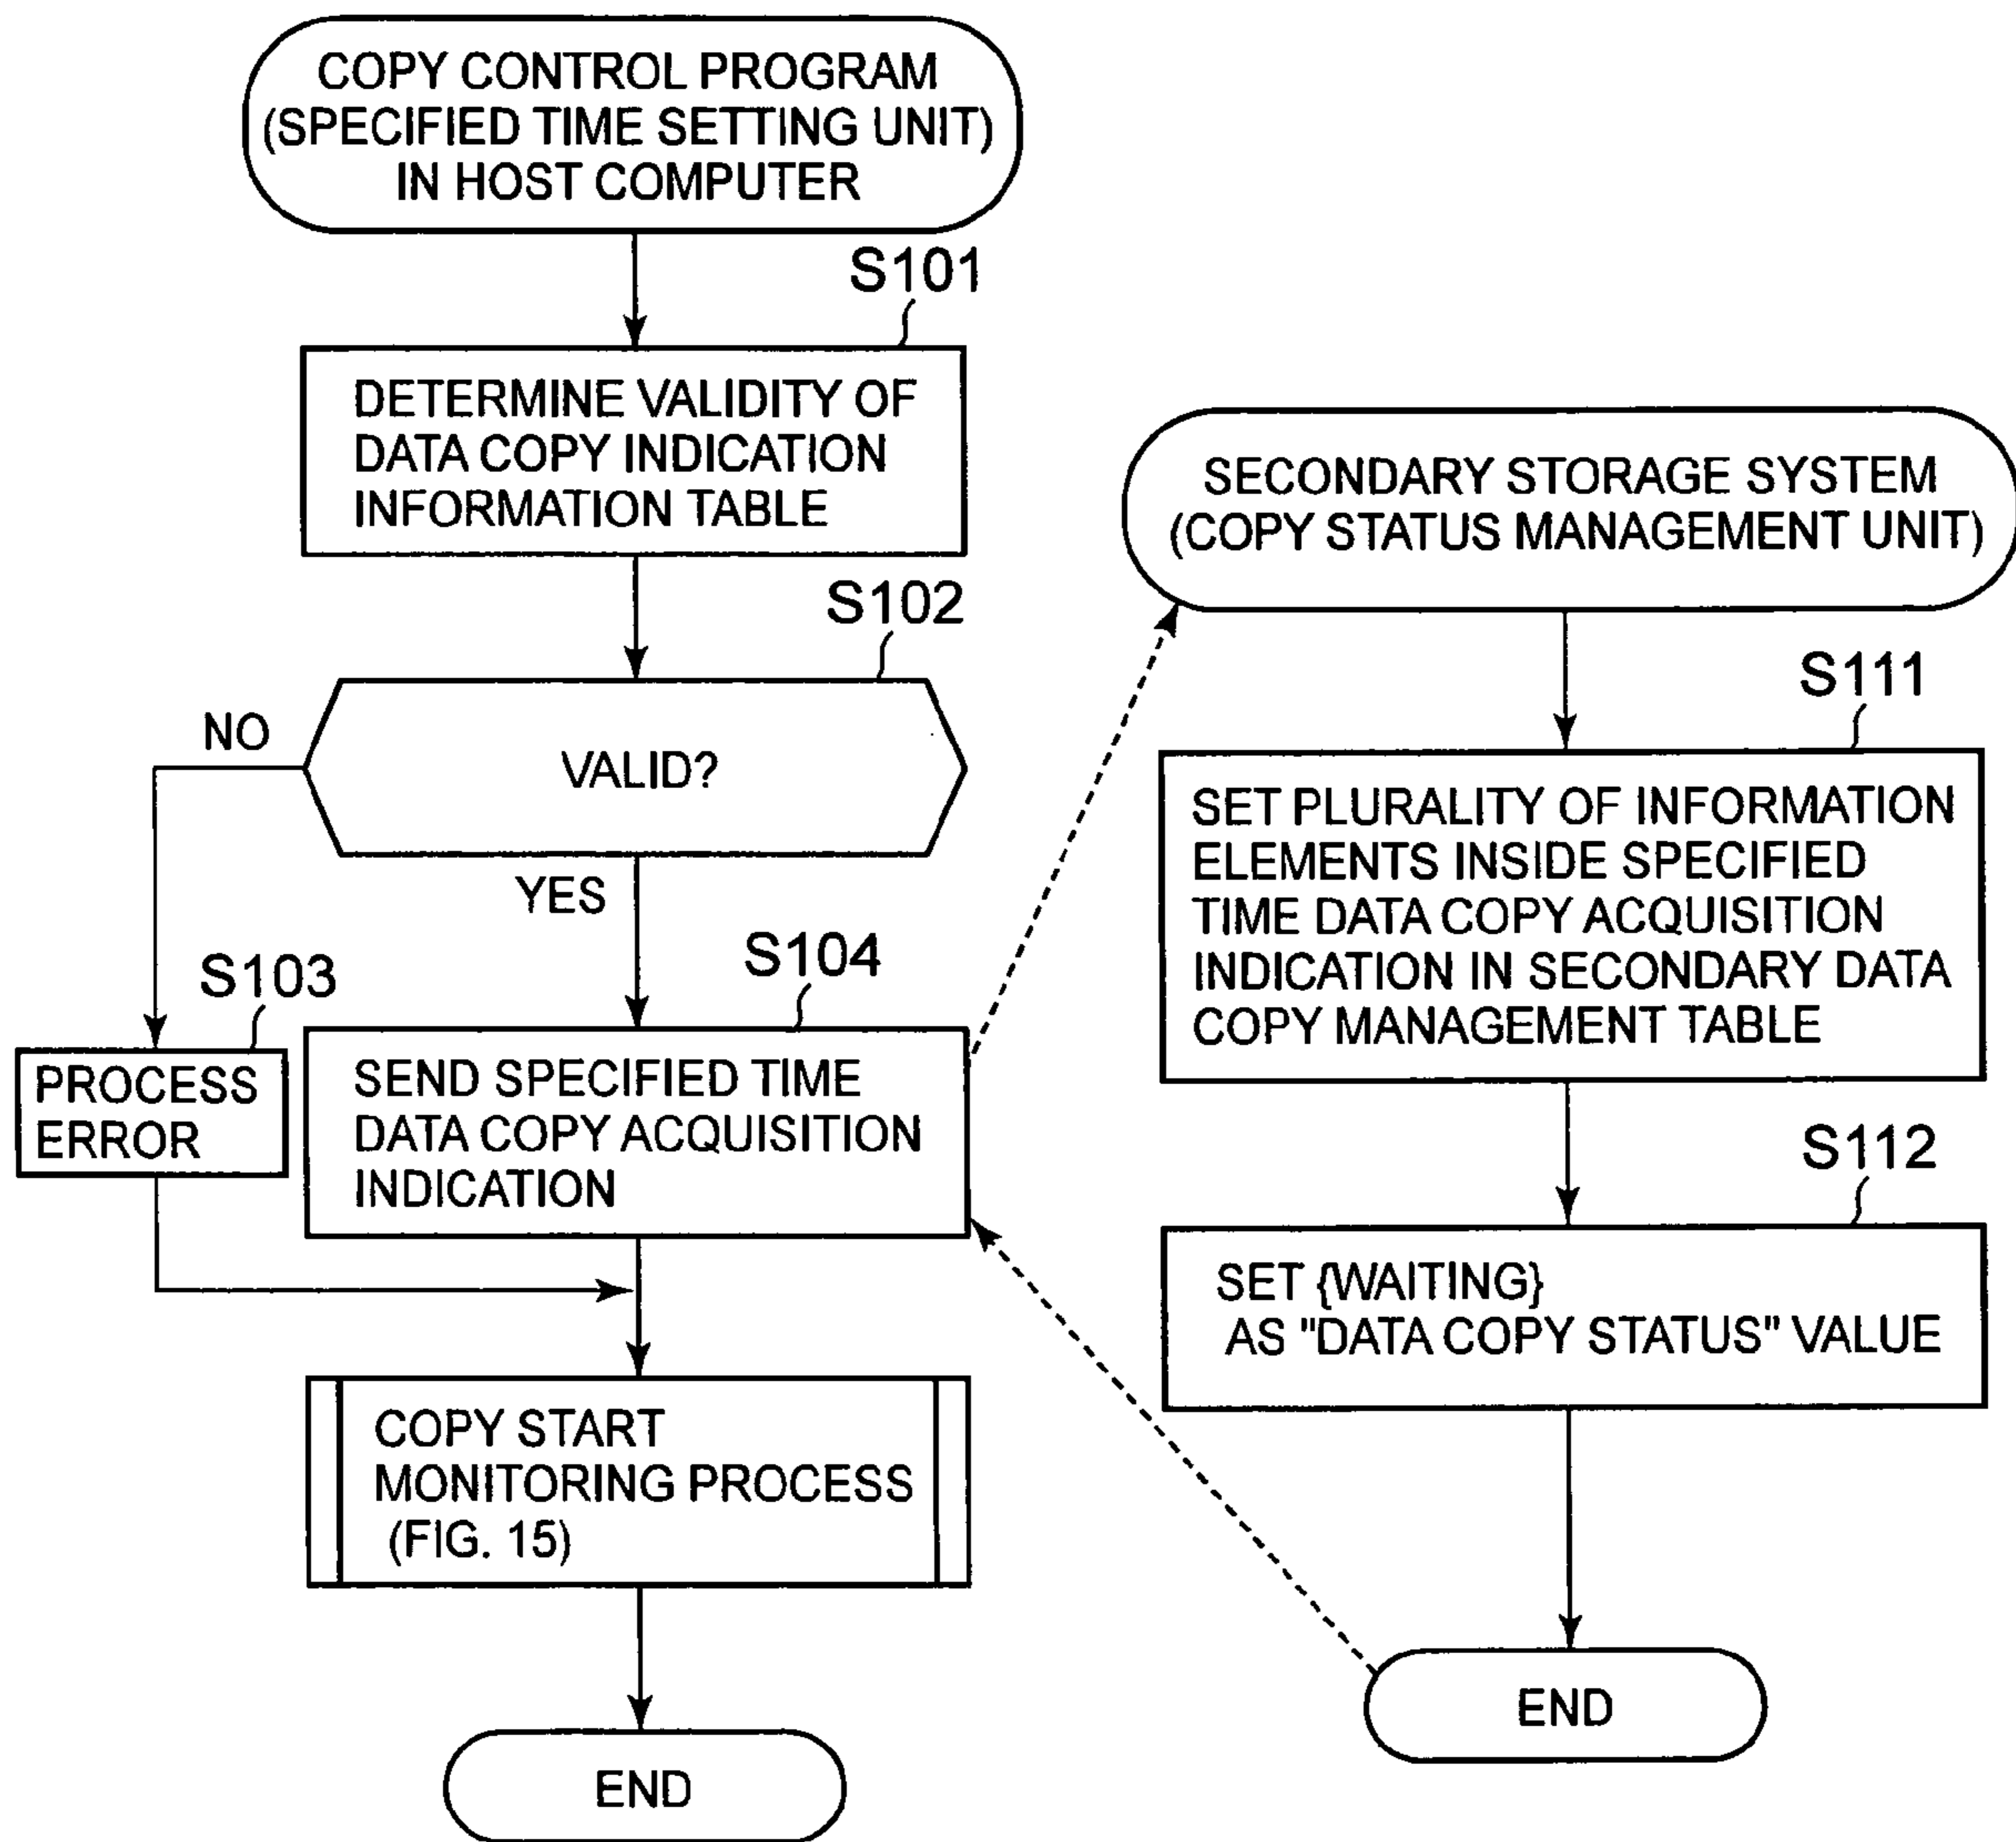 COPY CONTROL PROGRAM
(SPECIFIED TIME SETTING UNIT)
IN HOST COMPUTER
S101
DETERMINE VALIDITY OF
DATA COPY INDICATION
INFORMATION TABLE
S102
NO
VALID?
YES
S103
PROCESS
ERROR
S104
SEND SPECIFIED TIME
DATA COPY ACQUISITION
INDICATION
COPY START
MONITORING PROCESS
(FIG. 15)
END
SECONDARY STORAGE SYSTEM
(COPY STATUS MANAGEMENT UNIT)
S111
SET PLURALITY OF INFORMATION
ELEMENTS INSIDE SPECIFIED
TIME DATA COPY ACQUISITION
INDICATION IN SECONDARY DATA
COPY MANAGEMENT TABLE
S112
SET {WAITING}
AS "DATA COPY STATUS" VALUE
END